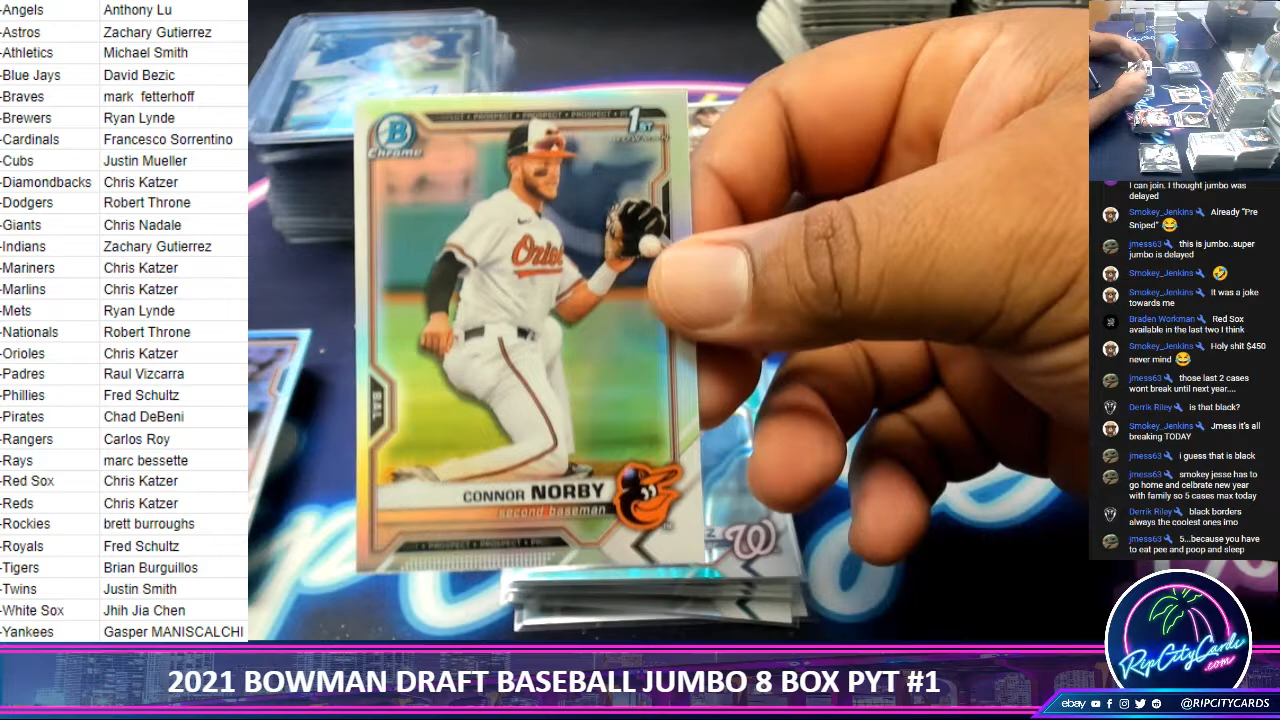 -Angels Anthony Lu
-Astros Zachary Gutierrez
-Athletics Michael Smith
-Blue Jays David Bezic
-Braves mark fetterhoff
-Brewers Ryan Lynde
-Cardinals Francesco Sorrentino
-Cubs Justin Mueller
-Diamondbacks Chris Katzer
-Dodgers Robert Throne
-Giants Chris Nadale
-Indians Zachary Gutierrez
-Mariners Chris Katzer
-Marlins Chris Katzer
-Mets Ryan Lynde
-Nationals Robert Throne
-Orioles Chris Katzer
-Padres Raul Vizcarra
-Phillies Fred Schultz
-Pirates Chad DeBeni
-Rangers Carlos Roy
-Rays marc bessette
-Red Sox Chris Katzer
-Reds Chris Katzer
-Rockies brett burroughs
-Royals Fred Schultz
-Tigers Brian Burguillos
-Twins Justin Smith
-White Sox Jhih Jia Chen
-Yankees Gasper MANISCALCHI
PROSPECT • PROSPECT • PROSPECT
1ST
B
Chrome
Oriol
BAL
CONNOR NORBY
second baseman
PROSPECT • PROSPECT
W
I can join. I thought jumbo was
delayed
Smokey_Jenkins Already "Pre
Sniped" 😂
jmess63 this is jumbo..super
jumbo is delayed
Smokey_Jenkins 🤣
Smokey_Jenkins It was a joke
towards me
Braden Workman Red Sox
available in the last two I think
Smokey_Jenkins Holy shit $450
never mind 😂
jmess63 those last 2 cases
wont break until next year....
Derrik Riley is that black?
Smokey_Jenkins Jmess it's all
breaking TODAY
jmess63 i guess that is black
jmess63 smokey jesse has to
go home and celbrate new year
with family so 5 cases max today
Derrik Riley black borders
always the coolest ones imo
jmess63 5...because you have
to eat pee and poop and sleep
RipCityCards
.com
2021 BOWMAN DRAFT BASEBALL JUMBO 8 BOX PYT #1
ebay @RIPCITYCARDS